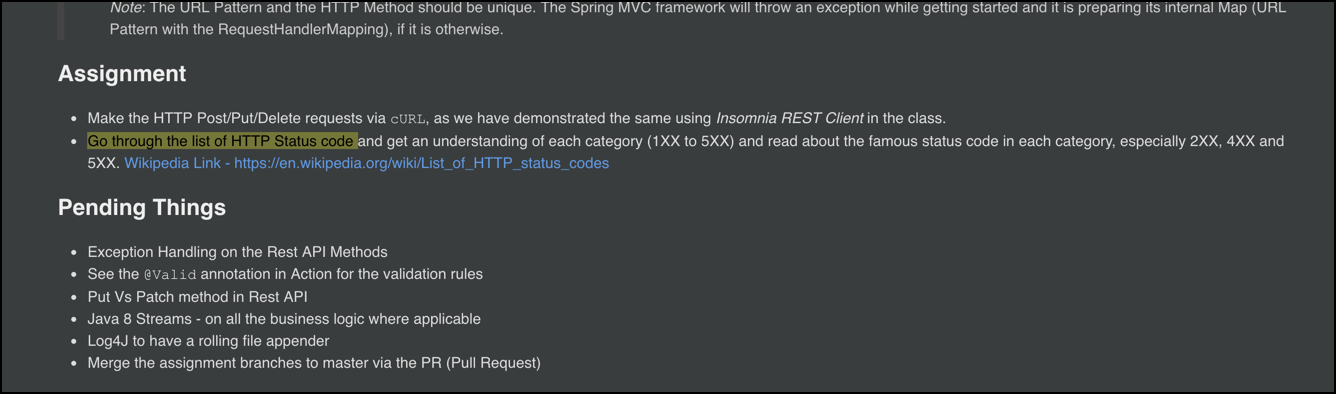 Note: The URL Pattern and the HTTP Method should be unique. The Spring MVC framework will throw an exception while getting started and it is preparing its internal Map (URL
Pattern with the RequestHandlerMapping), if it is otherwise.
Assignment
• Make the HTTP Post/Put/Delete requests via cURL, as we have demonstrated the same using Insomnia REST Client in the class.
• Go through the list of HTTP Status code and get an understanding of each category (1XX to 5XX) and read about the famous status code in each category, especially 2XX, 4XX and
5XX. Wikipedia Link - https://en.wikipedia.org/wiki/List_of_HTTP_status_codes
Pending Things
• Exception Handling on the Rest API Methods
• See the @Valid annotation in Action for the validation rules
• Put Vs Patch method in Rest API
• Java 8 Streams - on all the business logic where applicable
• Log4J to have a rolling file appender
• Merge the assignment branches to master via the PR (Pull Request)